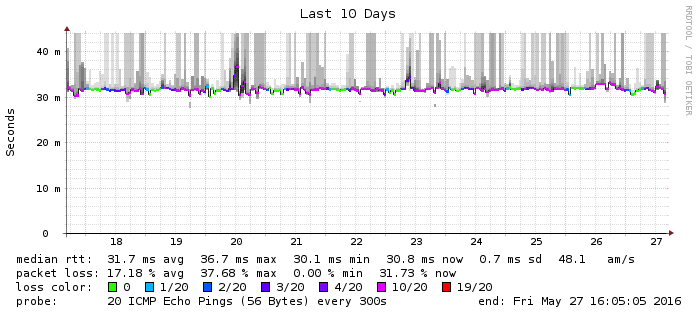 Last 10 Days
RRDTOOL / TOBI OETIKER
Seconds
40 m
30 m
20 m
10 m
0
18 19 20 21 22 23 24 25 26 27
median rtt: 31.7 ms avg 36.7 ms max 30.1 ms min 30.8 ms now 0.7 ms sd 48.1 am/s
packet loss: 17.18 % avg 37.68 % max 0.00 % min 31.73 % now
loss color: 0 1/20 2/20 3/20 4/20 10/20 19/20
probe: 20 ICMP Echo Pings (56 Bytes) every 300s end: Fri May 27 16:05:05 2016